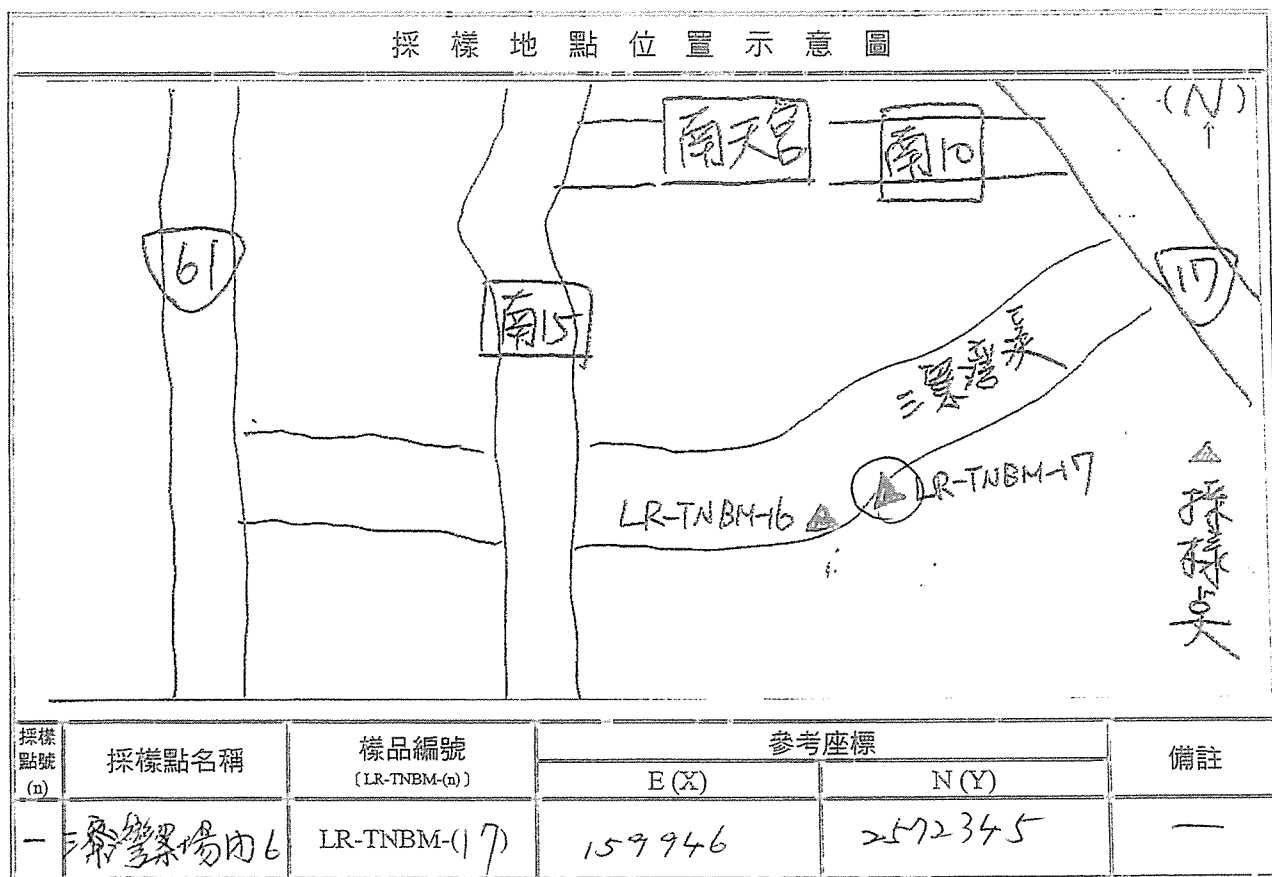 採樣地點位置示意圖
(N)
↑
南天宮
南10
61
17
南15
三寮灣溪
LR-TNBM-16
LR-TNBM-17
採樣點
採樣點號(n) 採樣點名稱 樣品編號 [LR-TNBM-(n)] 參考座標 備註
E (X) N (Y)
一 LR-TNBM-(17) 159946 2572345 —